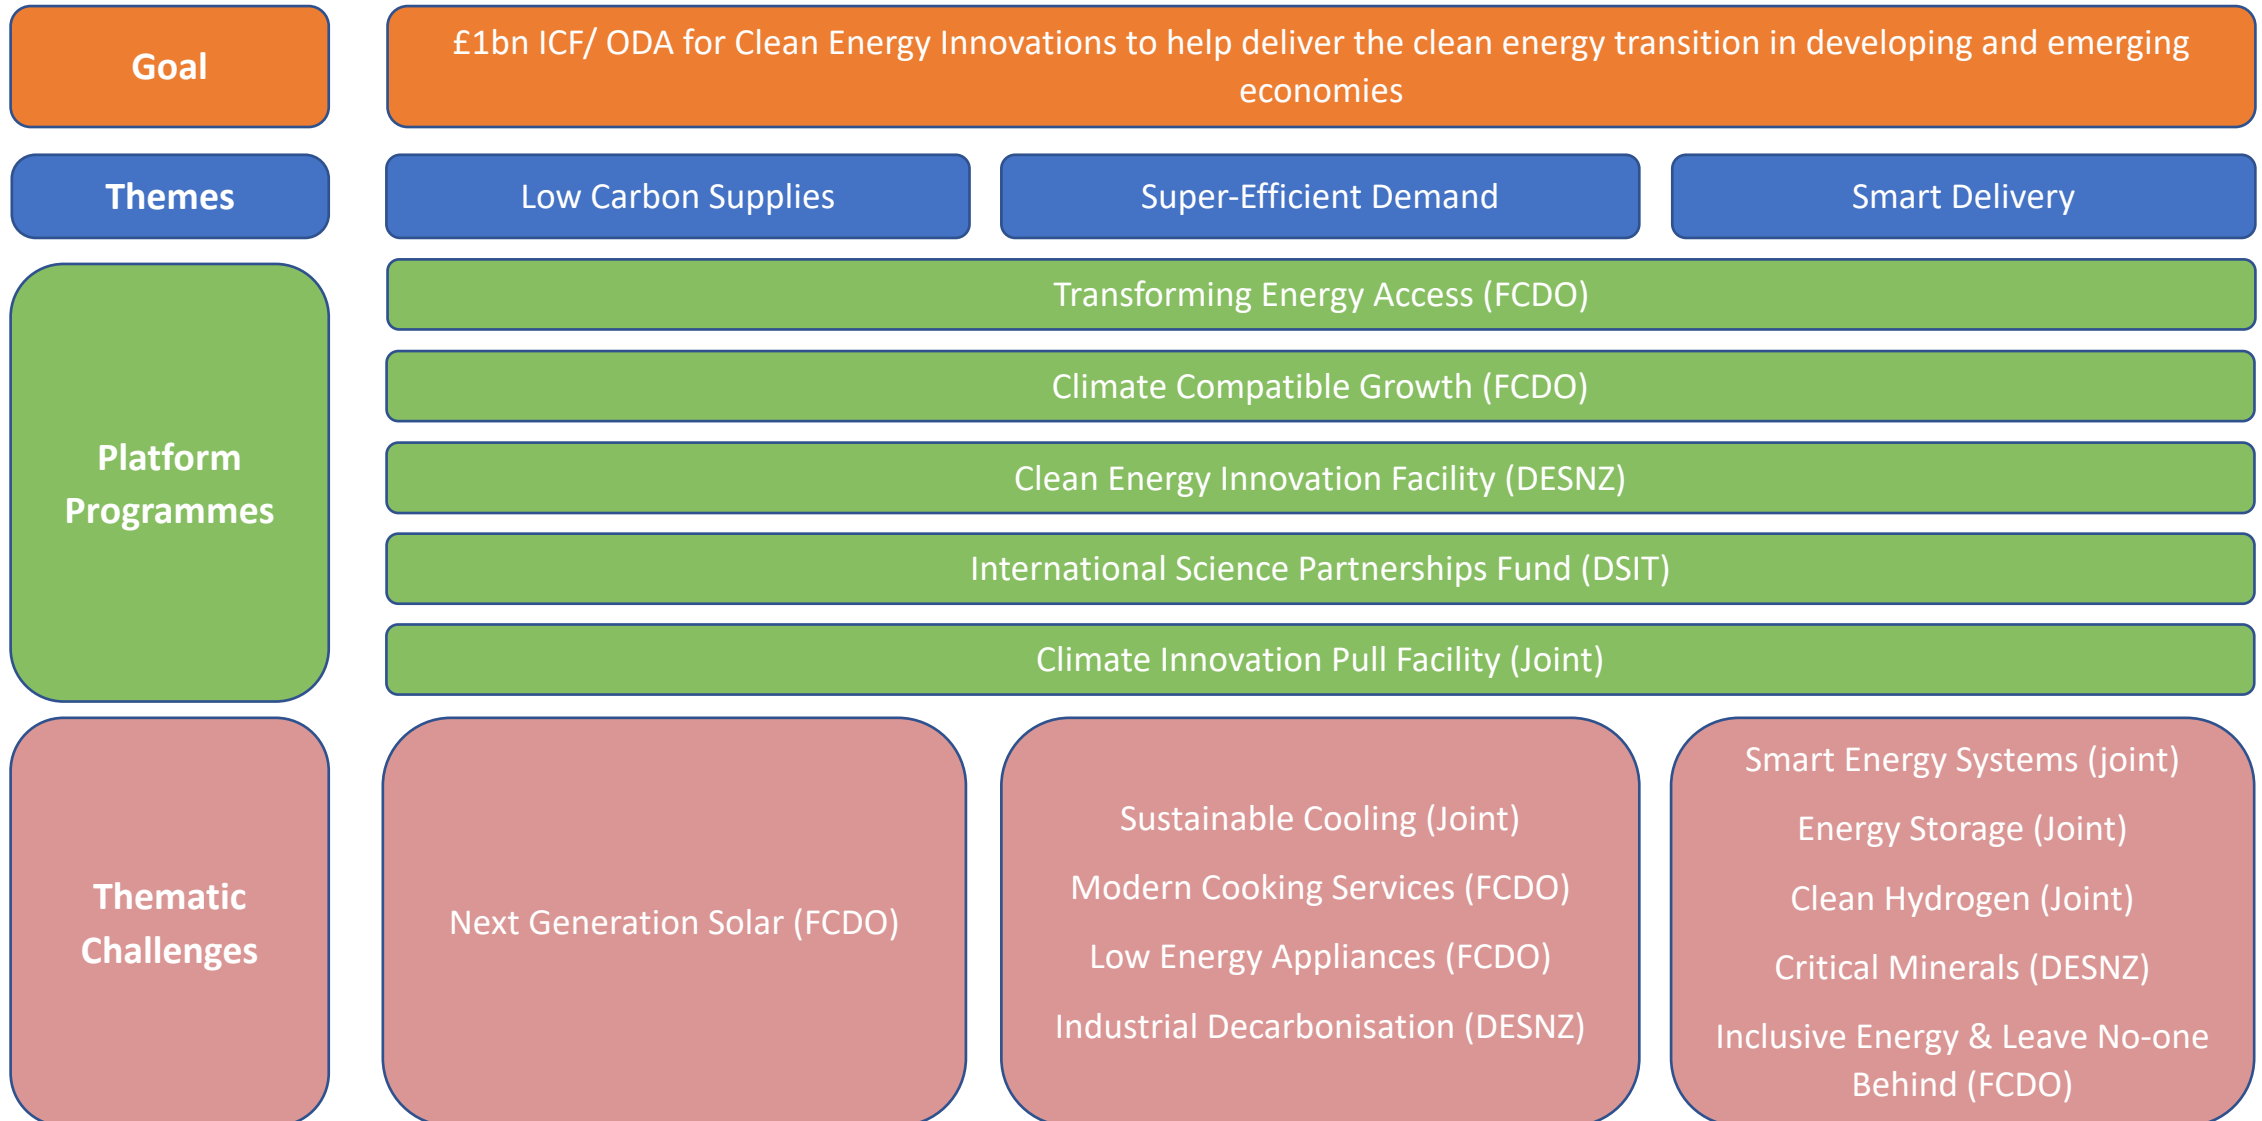 Goal
£1bn ICF/ ODA for Clean Energy Innovations to help deliver the clean energy transition in developing and emerging
economies
Themes
Low Carbon Supplies
Super-Efficient Demand
Smart Delivery
Platform
Programmes
Transforming Energy Access (FCDO)
Climate Compatible Growth (FCDO)
Clean Energy Innovation Facility (DESNZ)
International Science Partnerships Fund (DSIT)
Climate Innovation Pull Facility (Joint)
Thematic
Challenges
Next Generation Solar (FCDO)
Sustainable Cooling (Joint)
Modern Cooking Services (FCDO)
Low Energy Appliances (FCDO)
Industrial Decarbonisation (DESNZ)
Smart Energy Systems (joint)
Energy Storage (Joint)
Clean Hydrogen (Joint)
Critical Minerals (DESNZ)
Inclusive Energy & Leave No-one
Behind (FCDO)